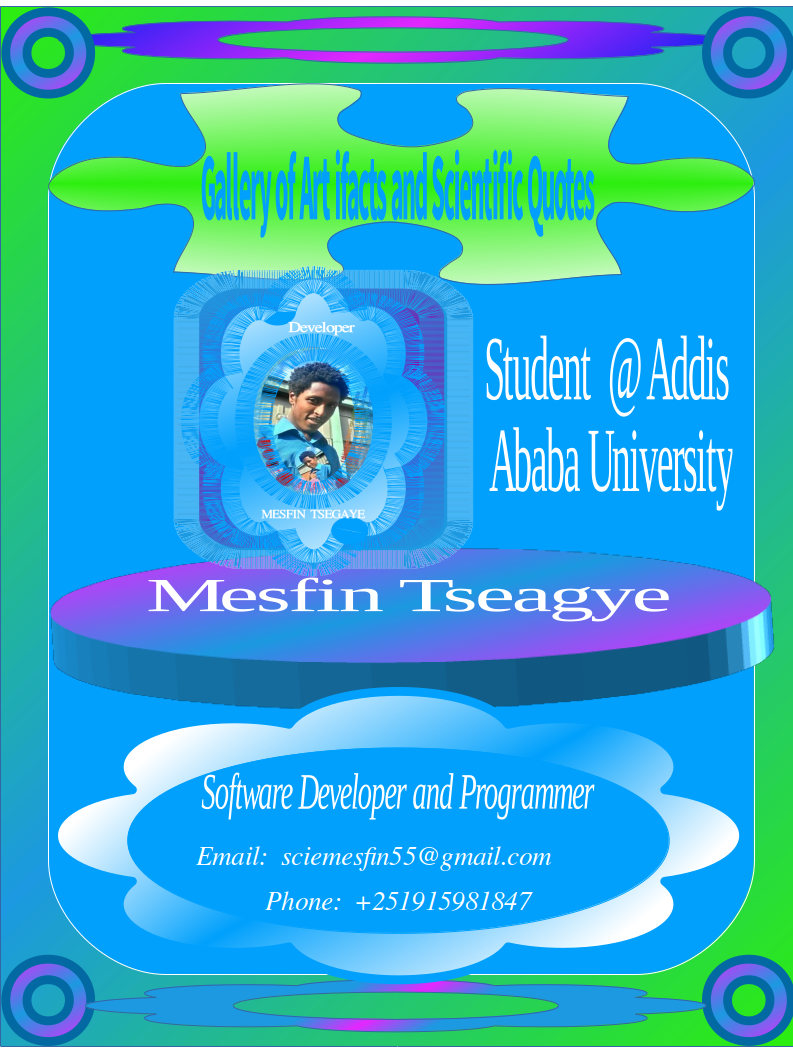 Gallery of Art ifacts and Scientific Quotes
Developer
MESFIN TSEGAYE
Student @ Addis
Ababa University
Mesfin Tseagye
Software Developer and Programmer
Email: sciemesfin55@gmail.com
Phone: +251915981847